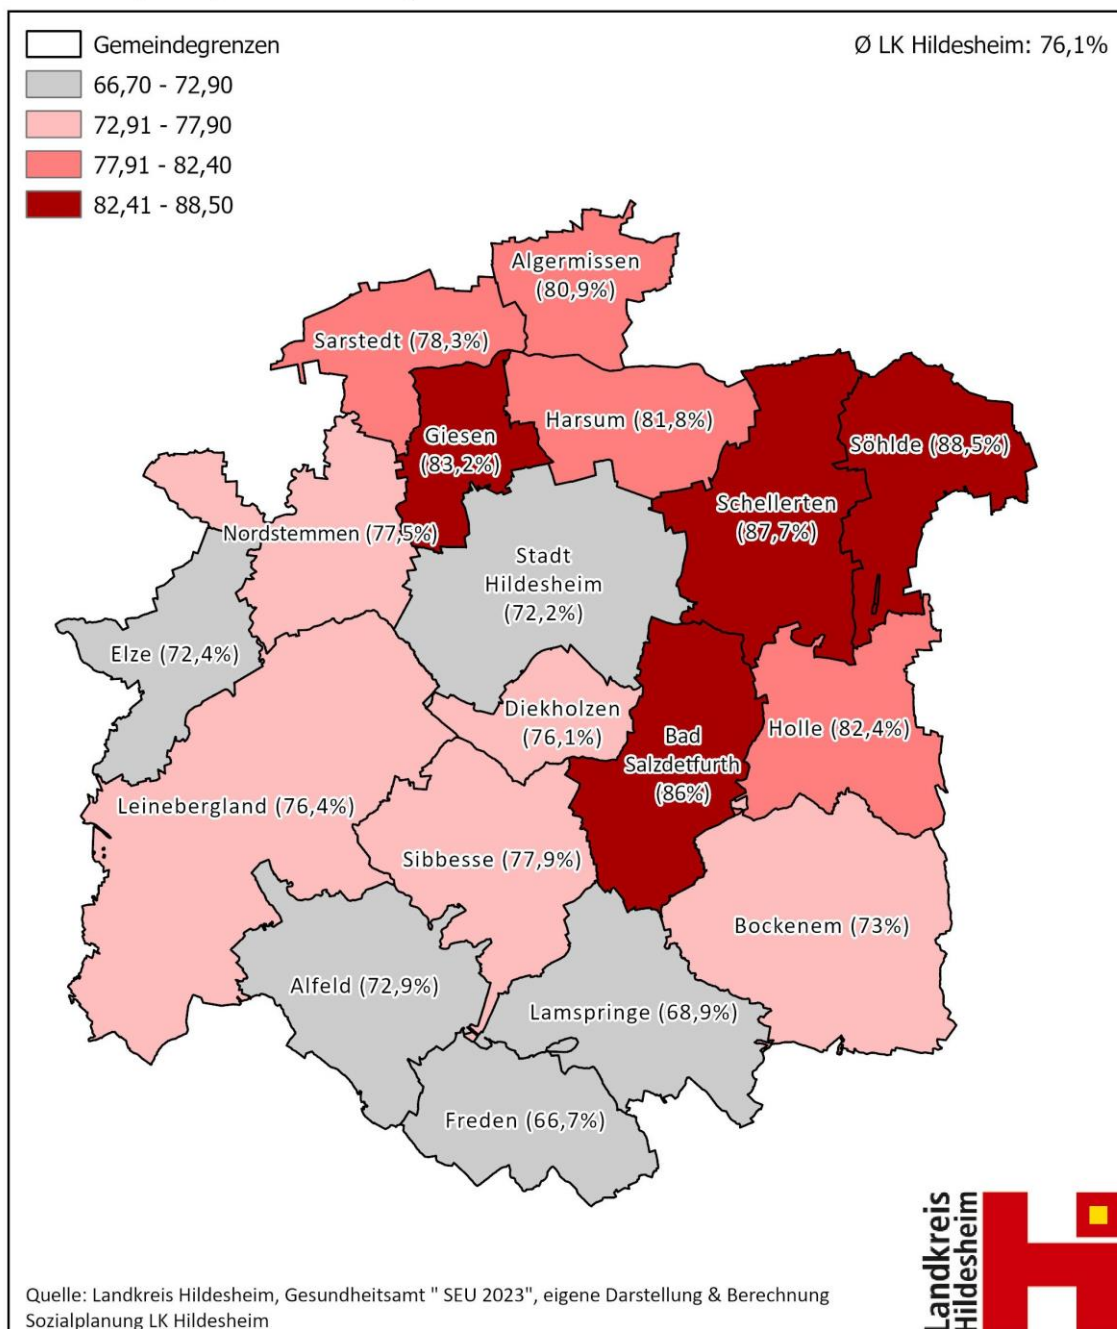 Gemeindegrenzen
Ø LK Hildesheim: 76,1%
66,70 - 72,90
72,91 - 77,90
77,91 - 82,40
82,41 - 88,50
Algermissen
(80,9%)
Sarstedt (78,3%)
Giesen
(83,2%)
Harsum (81,8%)
Söhlde (88,5%)
Schellerten
(87,7%)
Nordstemmen (77,5%)
Stadt
Hildesheim
(72,2%)
Elze (72,4%)
Diekholzen
(76,1%)
Bad
Salzdetfurth
(86%)
Holle (82,4%)
Leinebergland (76,4%)
Sibbesse (77,9%)
Bockenem (73%)
Alfeld (72,9%)
Lamspringe (68,9%)
Freden (66,7%)
Quelle: Landkreis Hildesheim, Gesundheitsamt " SEU 2023", eigene Darstellung & Berechnung
Sozialplanung LK Hildesheim
Landkreis
Hildesheim